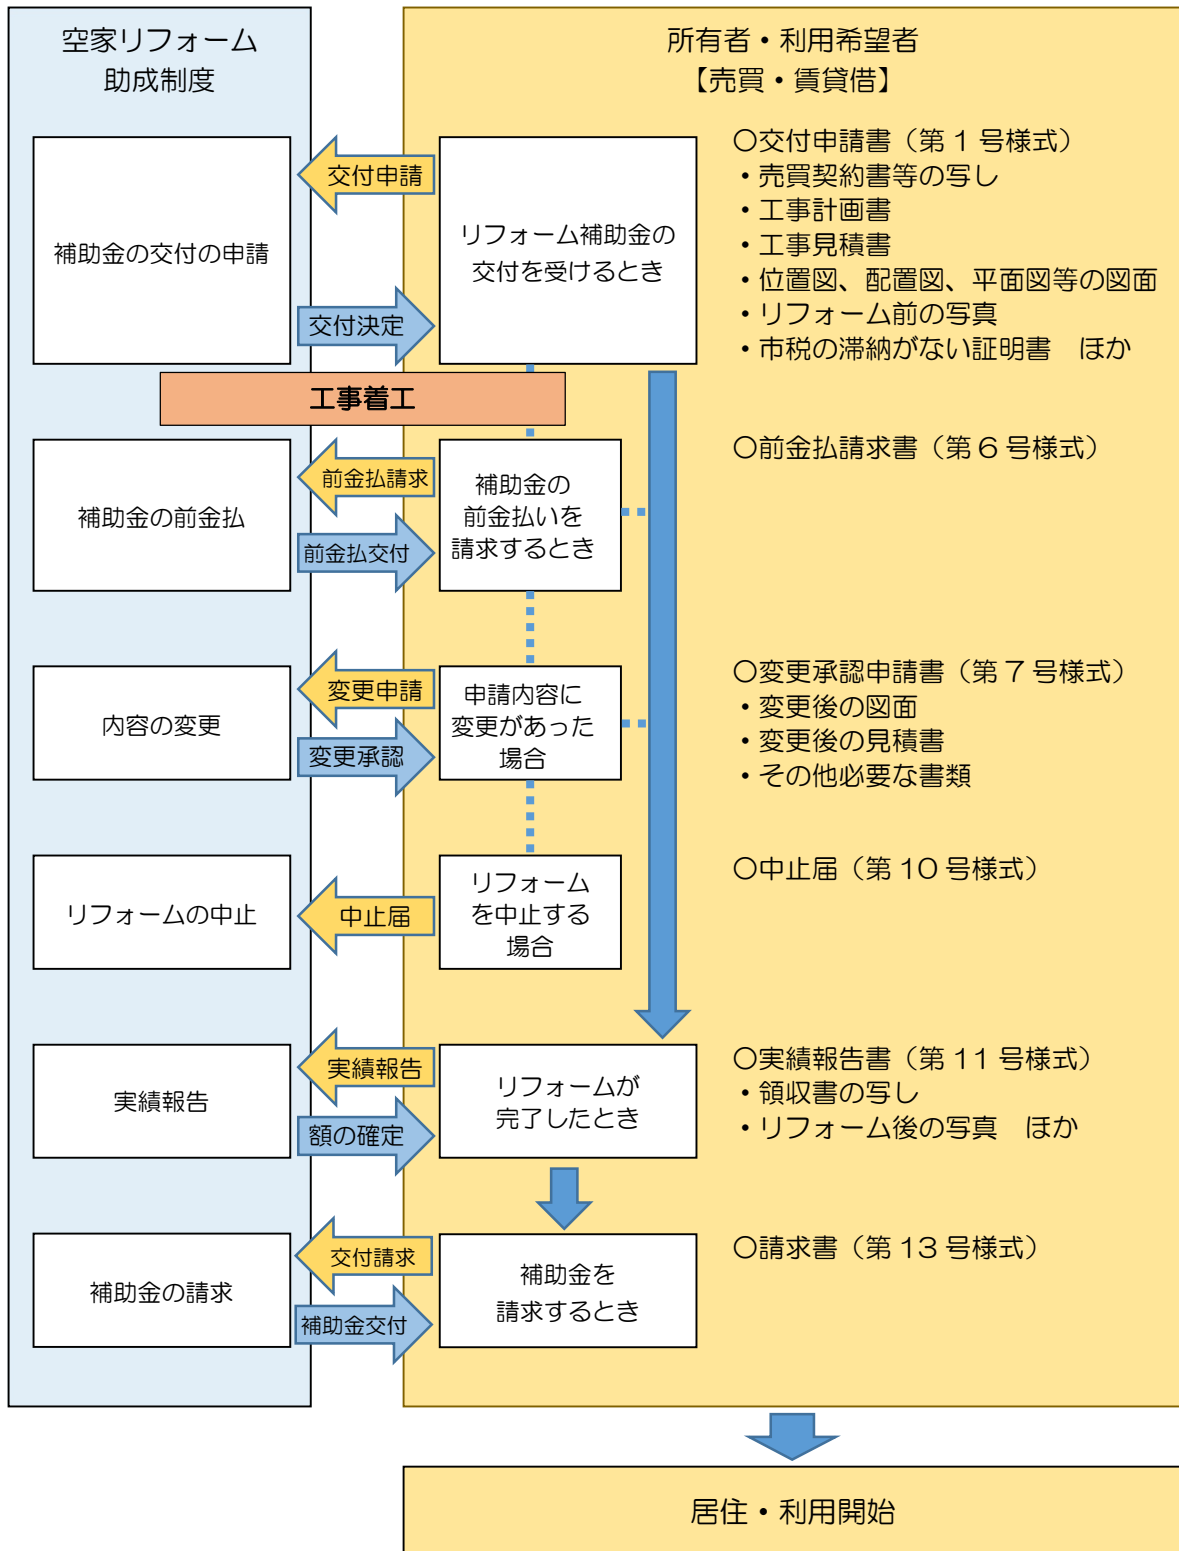 空家リフォーム
助成制度
所有者・利用希望者
【売買・賃貸借】
補助金の交付の申請
交付申請
交付決定
リフォーム補助金の
交付を受けるとき
〇交付申請書（第１号様式）
・売買契約書等の写し
・工事計画書
・工事見積書
・位置図、配置図、平面図等の図面
・リフォーム前の写真
・市税の滞納がない証明書　ほか
工事着工
補助金の前金払
前金払請求
前金払交付
補助金の
前金払いを
請求するとき
〇前金払請求書（第６号様式）
内容の変更
変更申請
変更承認
申請内容に
変更があった
場合
〇変更承認申請書（第７号様式）
・変更後の図面
・変更後の見積書
・その他必要な書類
リフォームの中止
中止届
リフォーム
を中止する
場合
〇中止届（第10号様式）
実績報告
実績報告
額の確定
リフォームが
完了したとき
〇実績報告書（第11号様式）
・領収書の写し
・リフォーム後の写真　ほか
補助金の請求
交付請求
補助金交付
補助金を
請求するとき
〇請求書（第13号様式）
居住・利用開始